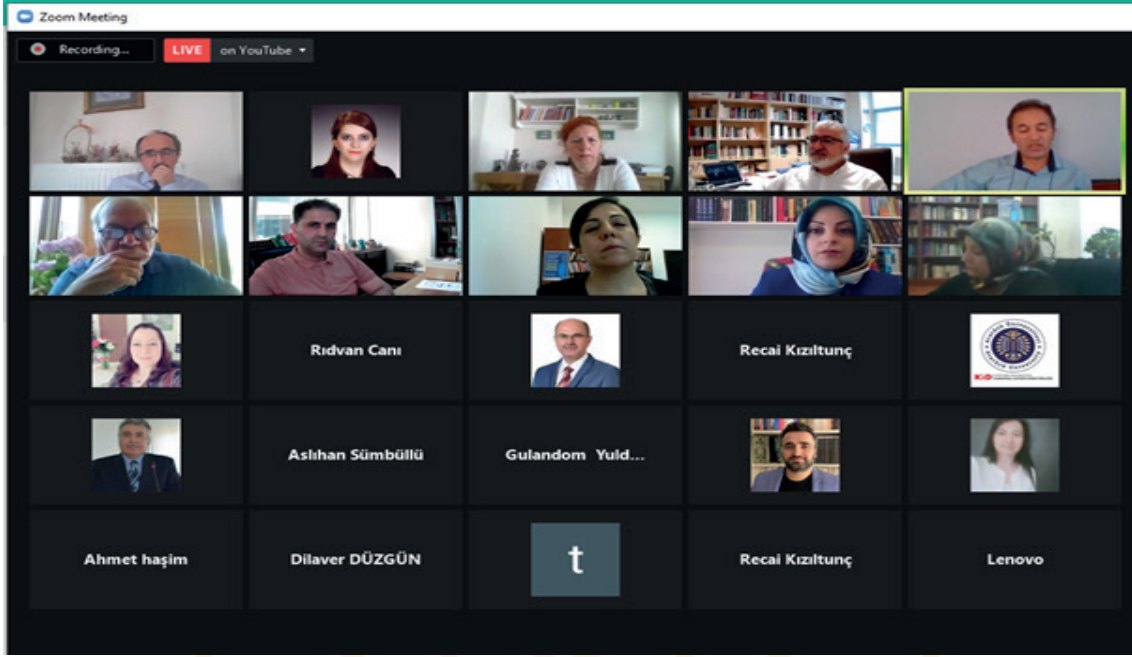 Zoom Meeting
Recording...
LIVE on YouTube
Rıdvan Canı
Recai Kızıltunç
Aslıhan Sümbüllü
Gulandom Yuld...
Ahmet haşim
Dilaver DÜZGÜN
t
Recai Kızıltunç
Lenovo